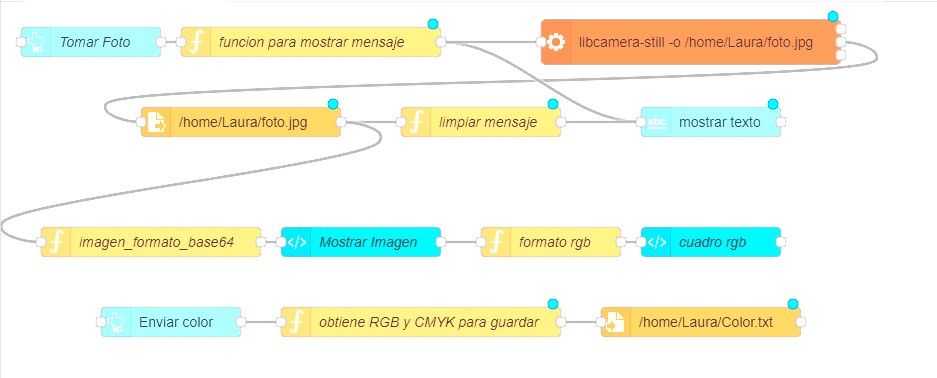 Tomar Foto
funcion para mostrar mensaje
libcamera-still -o /home/Laura/foto.jpg
/home/Laura/foto.jpg
limpiar mensaje
abc
mostrar texto
imagen_formato_base64
Mostrar Imagen
formato rgb
cuadro rgb
Enviar color
obtiene RGB y CMYK para guardar
/home/Laura/Color.txt